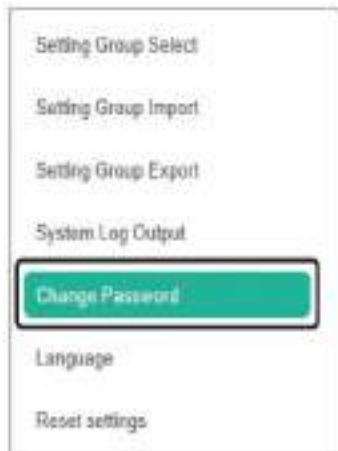 Setting Group Select
Setting Group Import
Setting Group Export
System Log Output
Change Password
Language
Reset settings